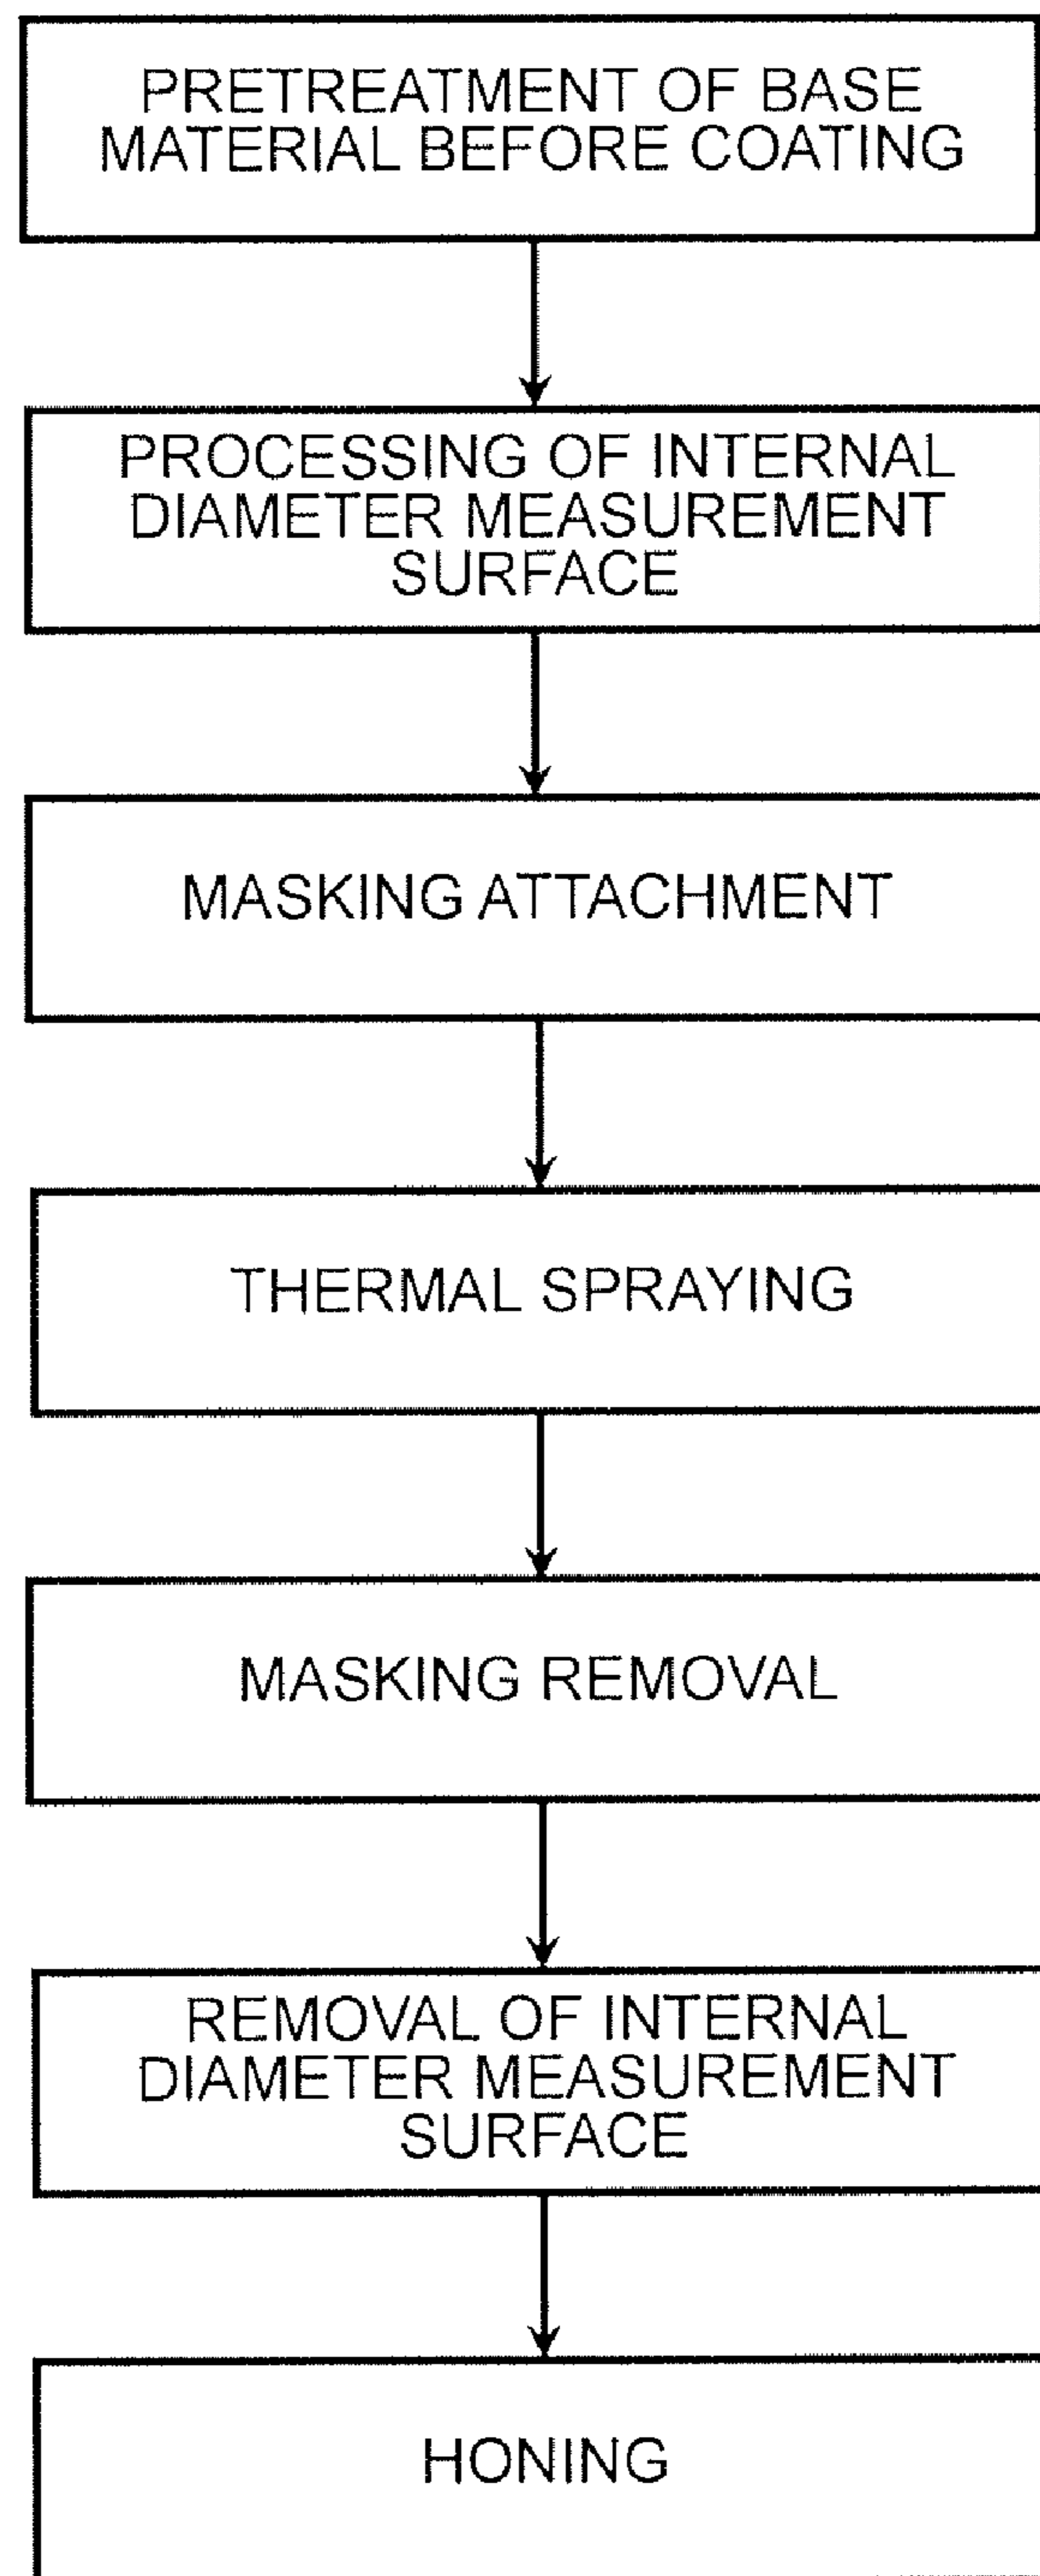 PRETREATMENT OF BASE
MATERIAL BEFORE COATING
PROCESSING OF INTERNAL
DIAMETER MEASUREMENT
SURFACE
MASKING ATTACHMENT
THERMAL SPRAYING
MASKING REMOVAL
REMOVAL OF INTERNAL
DIAMETER MEASUREMENT
SURFACE
HONING